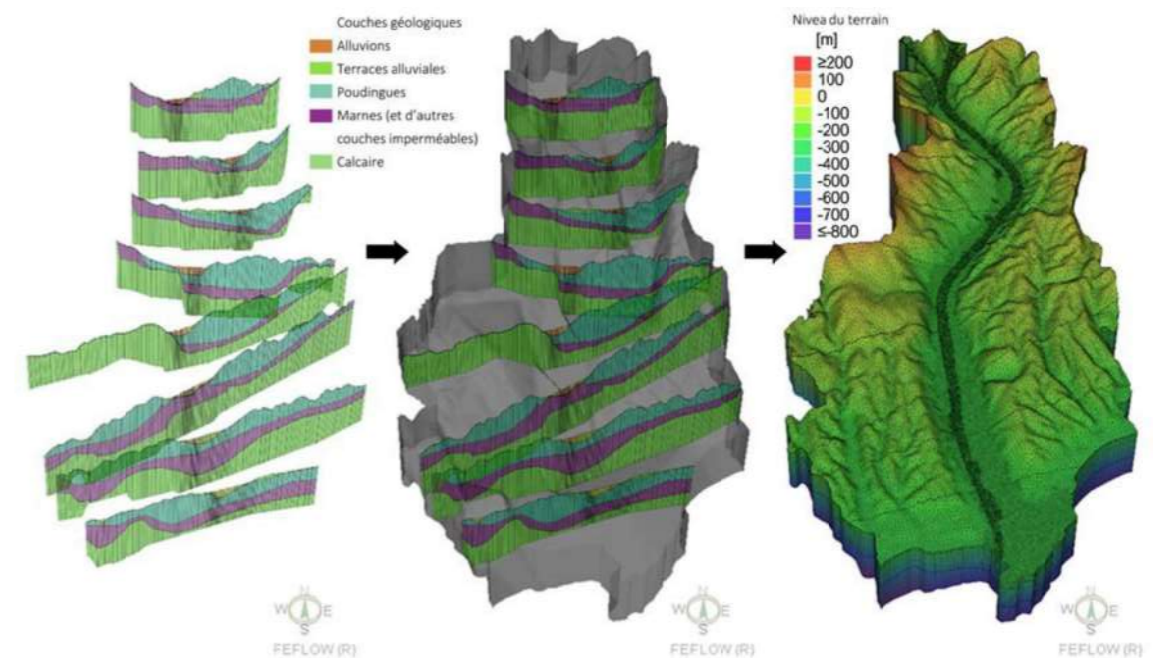 Couches géologiques
Alluvions
Terraces alluviales
Poudingues
Marnes (et d'autres
couches imperméables)
Calcaire
Nivea du terrain
[m]
≥200
100
0
-100
-200
-300
-400
-500
-600
-700
≤-800
N
W E
S
FEFLOW (R)
N
W E
S
FEFLOW (R)
N
W E
S
FEFLOW (R)